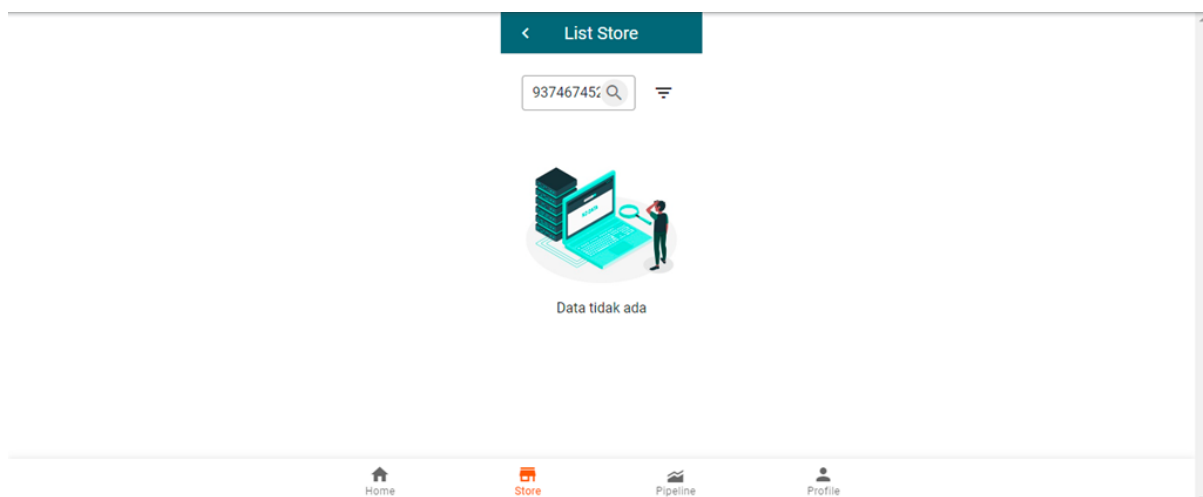 List Store
937467452
Data tidak ada
Home
Store
Pipeline
Profile